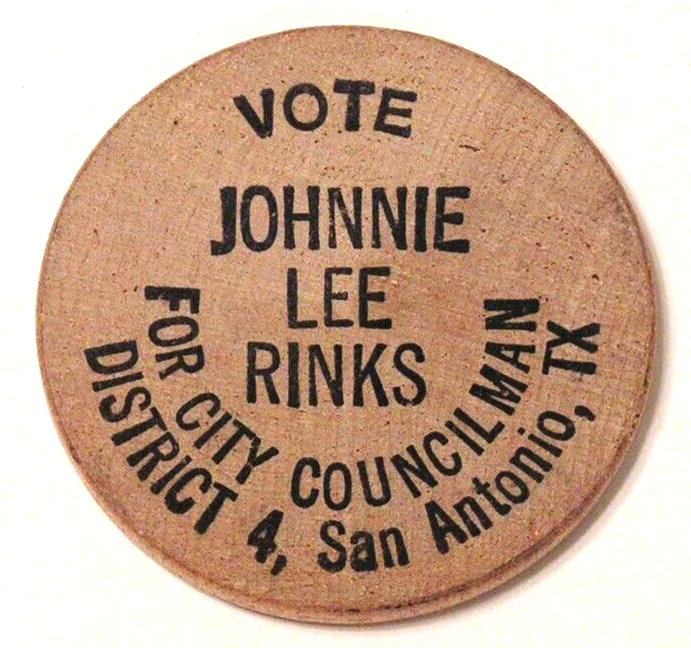 VOTE
JOHNNIE
LEE
RINKS
FOR CITY COUNCILMAN
DISTRICT 4, San Antonio, TX